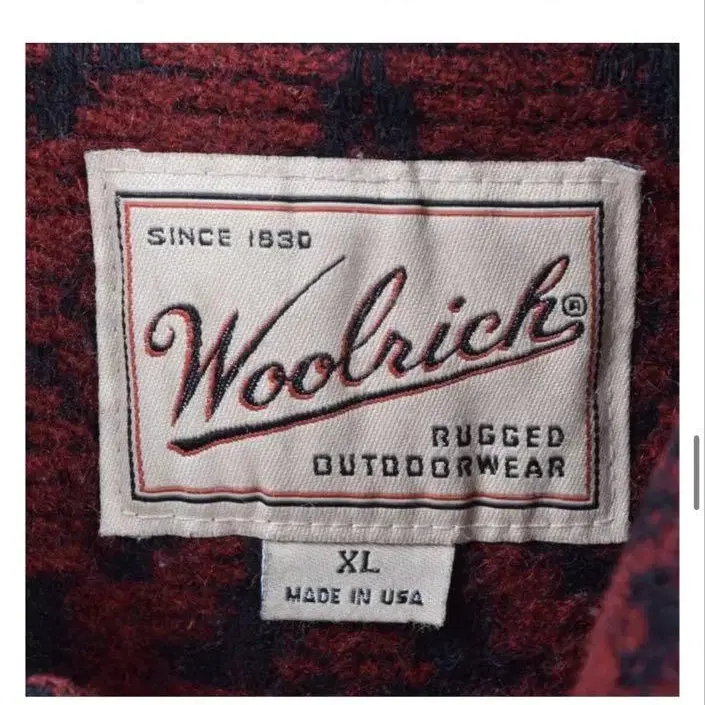 SINCE 1830
Woolrich®
RUGGED
OUTDOORWEAR
XL
MADE IN USA